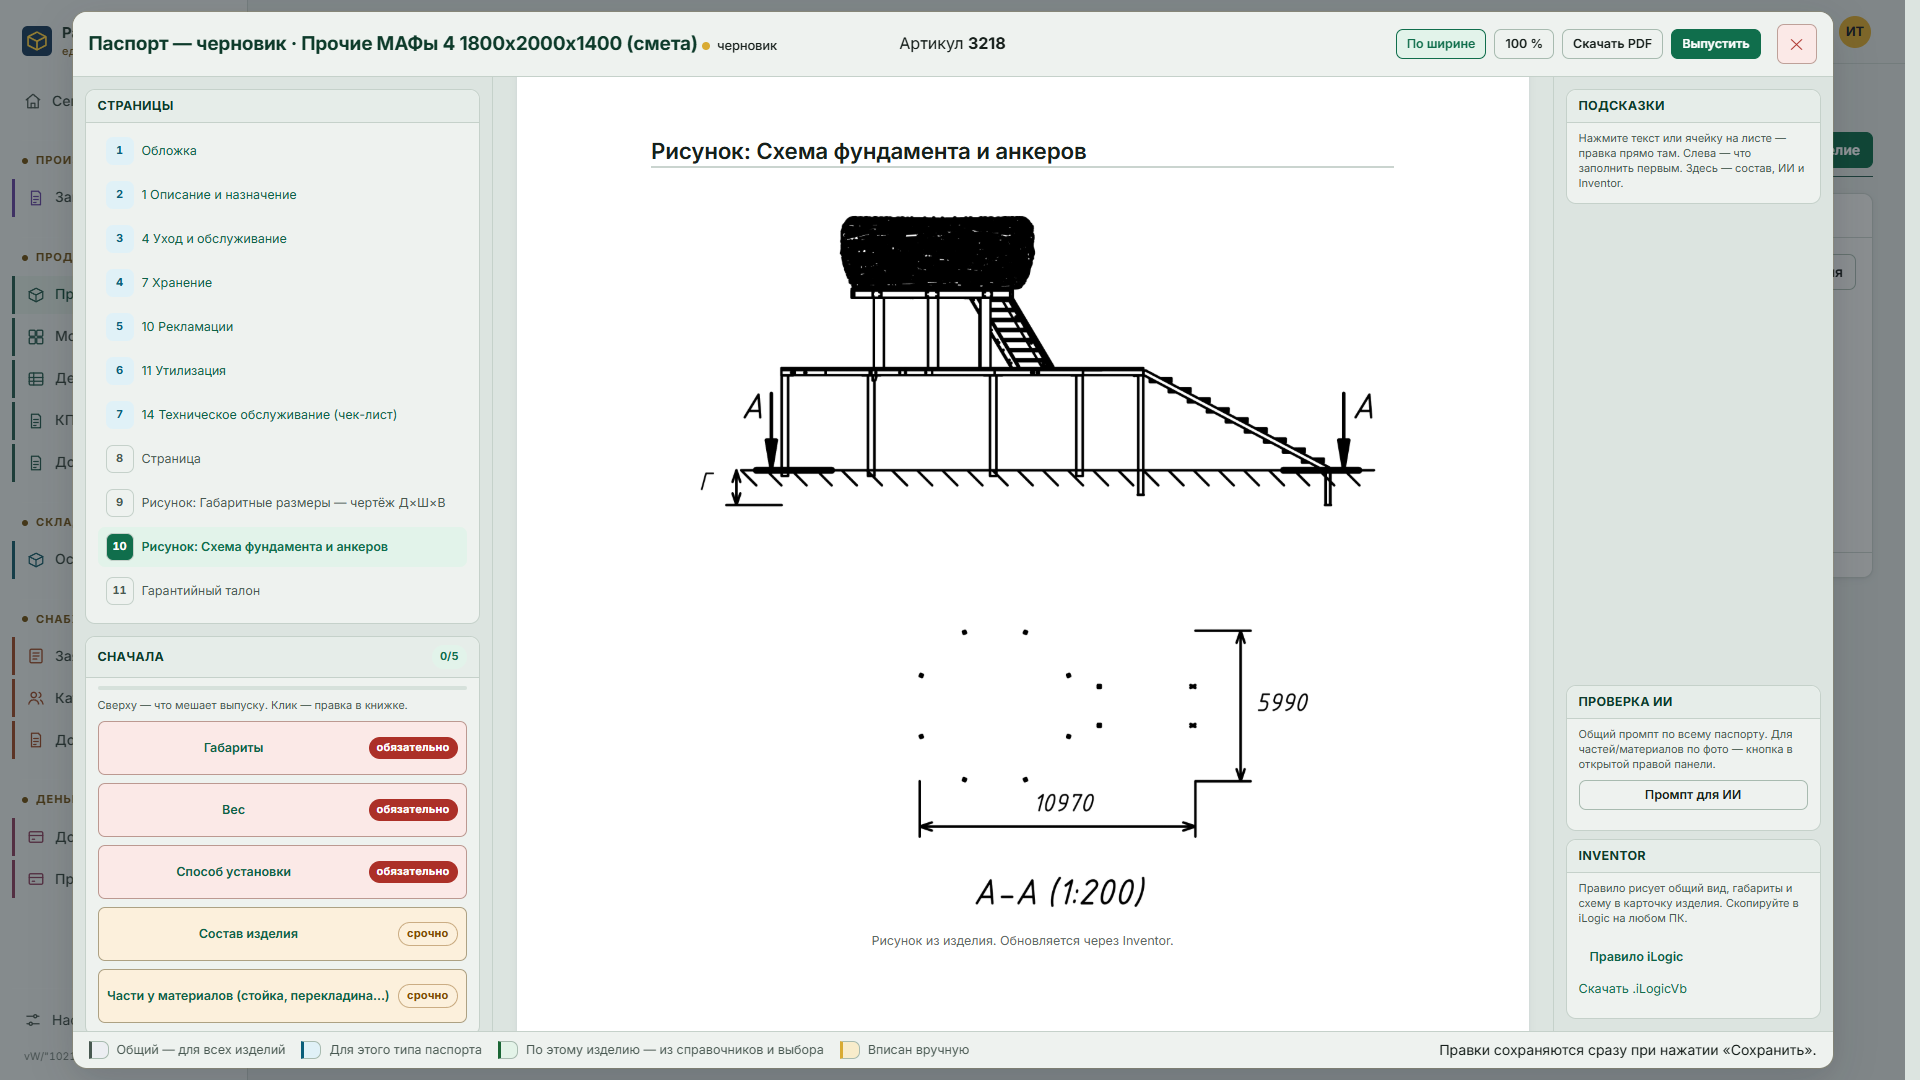 Паспорт — черновик · Прочие МАФы 4 1800х2000х1400 (смета)
черновик
Артикул 3218
По ширине
100 %
Скачать PDF
Выпустить
ИТ
СТРАНИЦЫ
1 Обложка
2 1 Описание и назначение
3 4 Уход и обслуживание
4 7 Хранение
5 10 Рекламации
6 11 Утилизация
7 14 Техническое обслуживание (чек-лист)
8 Страница
9 Рисунок: Габаритные размеры — чертёж Д×Ш×В
10 Рисунок: Схема фундамента и анкеров
11 Гарантийный талон
СНАЧАЛА
0/5
Сверху — что мешает выпуску. Клик — правка в книжке.
Габариты
обязательно
Вес
обязательно
Способ установки
обязательно
Состав изделия
срочно
Части у материалов (стойка, перекладина…)
срочно
Рисунок: Схема фундамента и анкеров
А
А
Г
5990
10970
А–А (1:200)
Рисунок из изделия. Обновляется через Inventor.
ПОДСКАЗКИ
Нажмите текст или ячейку на листе —
правка прямо там. Слева — что
заполнить первым. Здесь — состав, ИИ и
Inventor.
ПРОВЕРКА ИИ
Общий промпт по всему паспорту. Для
частей/материалов по фото — кнопка в
открытой правой панели.
Промпт для ИИ
INVENTOR
Правило рисует общий вид, габариты и
схему в карточку изделия. Скопируйте в
iLogic на любом ПК.
Правило iLogic
Скачать .iLogicVb
Общий — для всех изделий
Для этого типа паспорта
По этому изделию — из справочников и выбора
Вписан вручную
Правки сохраняются сразу при нажатии «Сохранить».